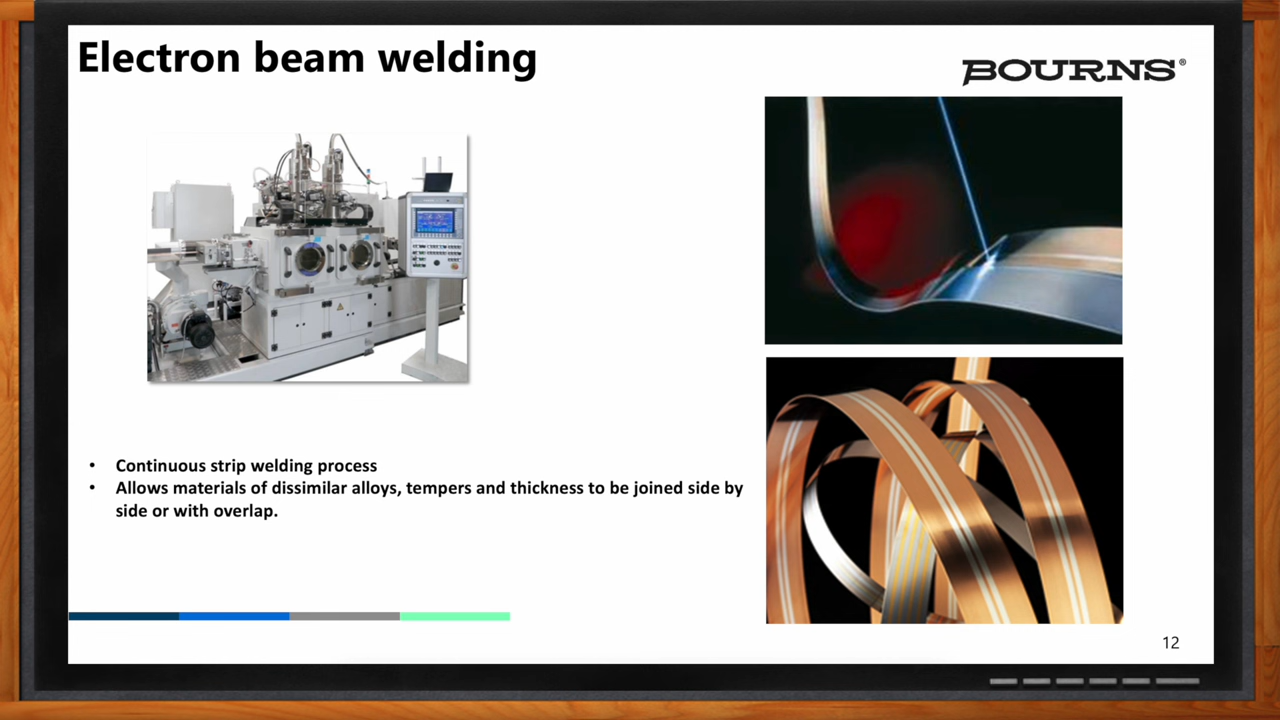 Electron beam welding
BOURNS®
• Continuous strip welding process
• Allows materials of dissimilar alloys, tempers and thickness to be joined side by
side or with overlap.
12